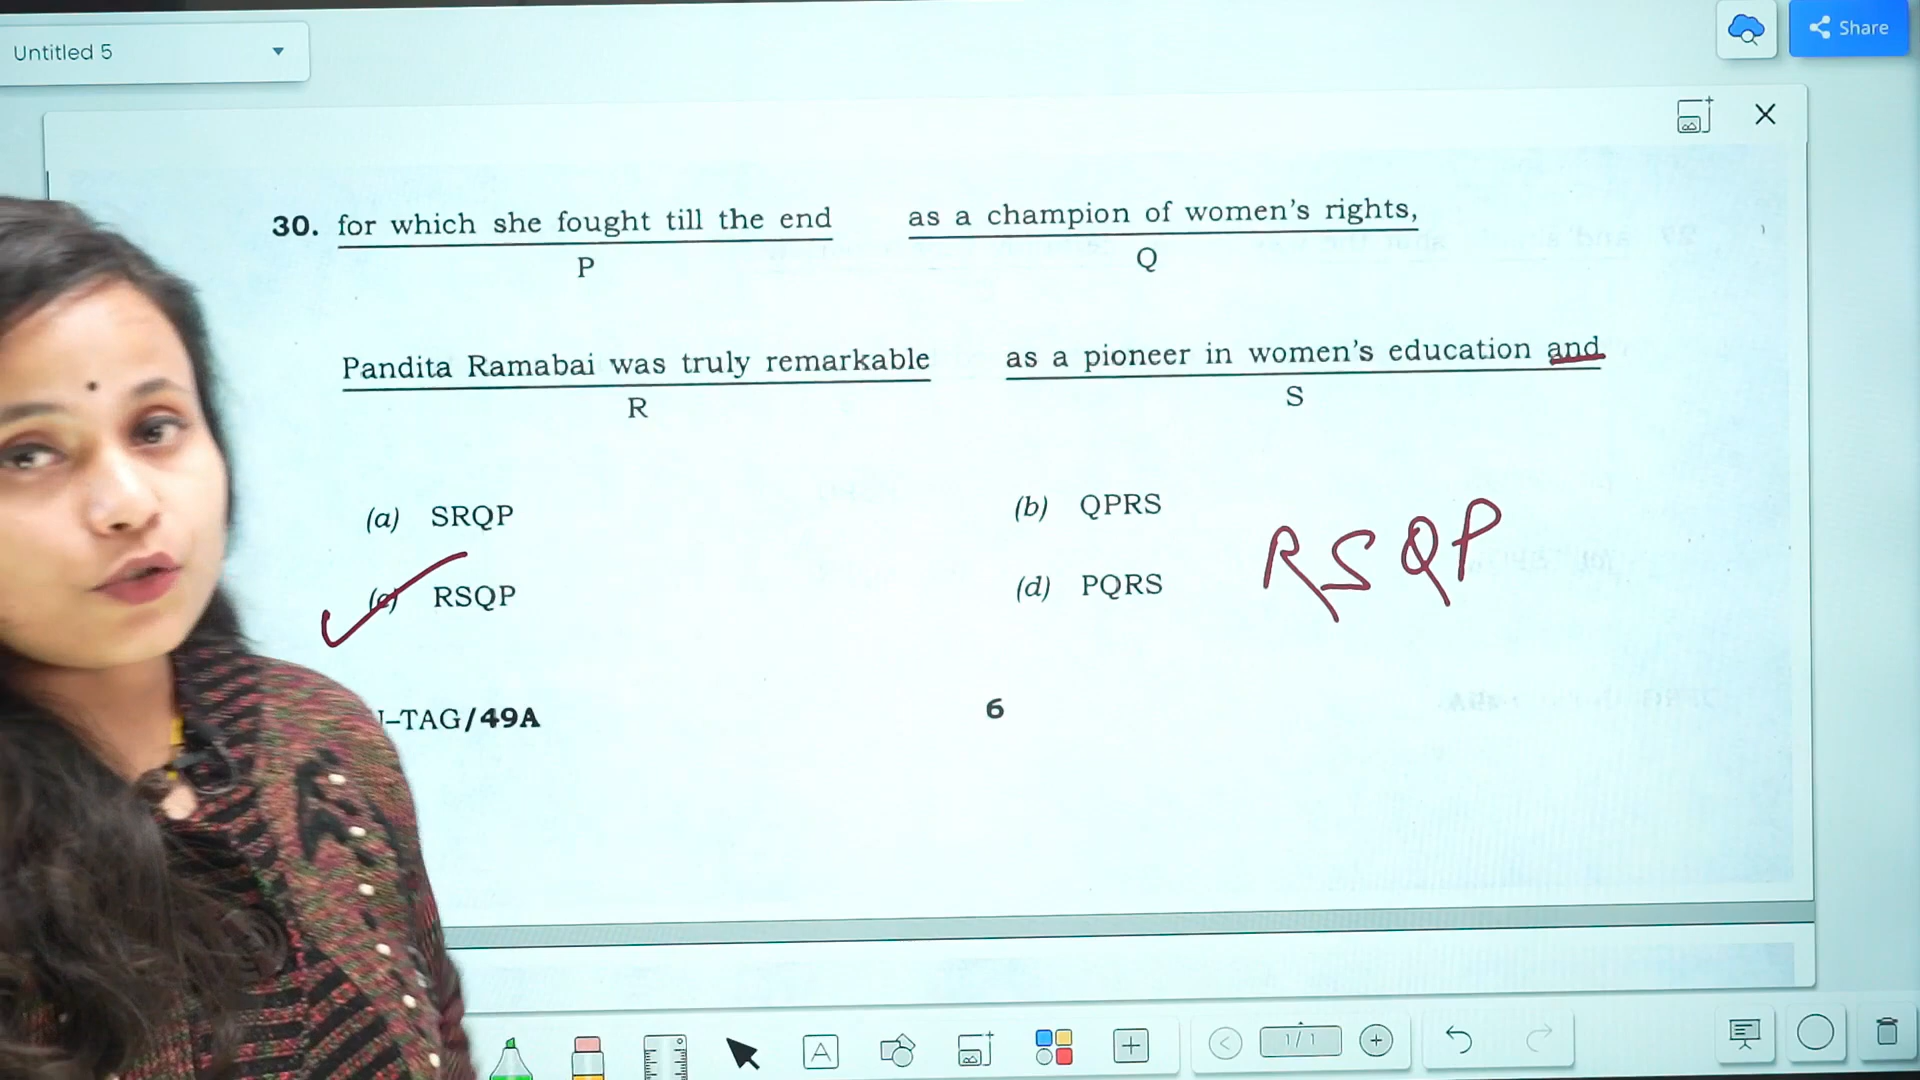 Untitled 5
Share
30. for which she fought till the end as a champion of women's rights,
P Q
Pandita Ramabai was truly remarkable as a pioneer in women's education and
R S
(a) SRQP (b) QPRS
(c) RSQP (d) PQRS
RSQP
-TAG/49A 6
A
1/1